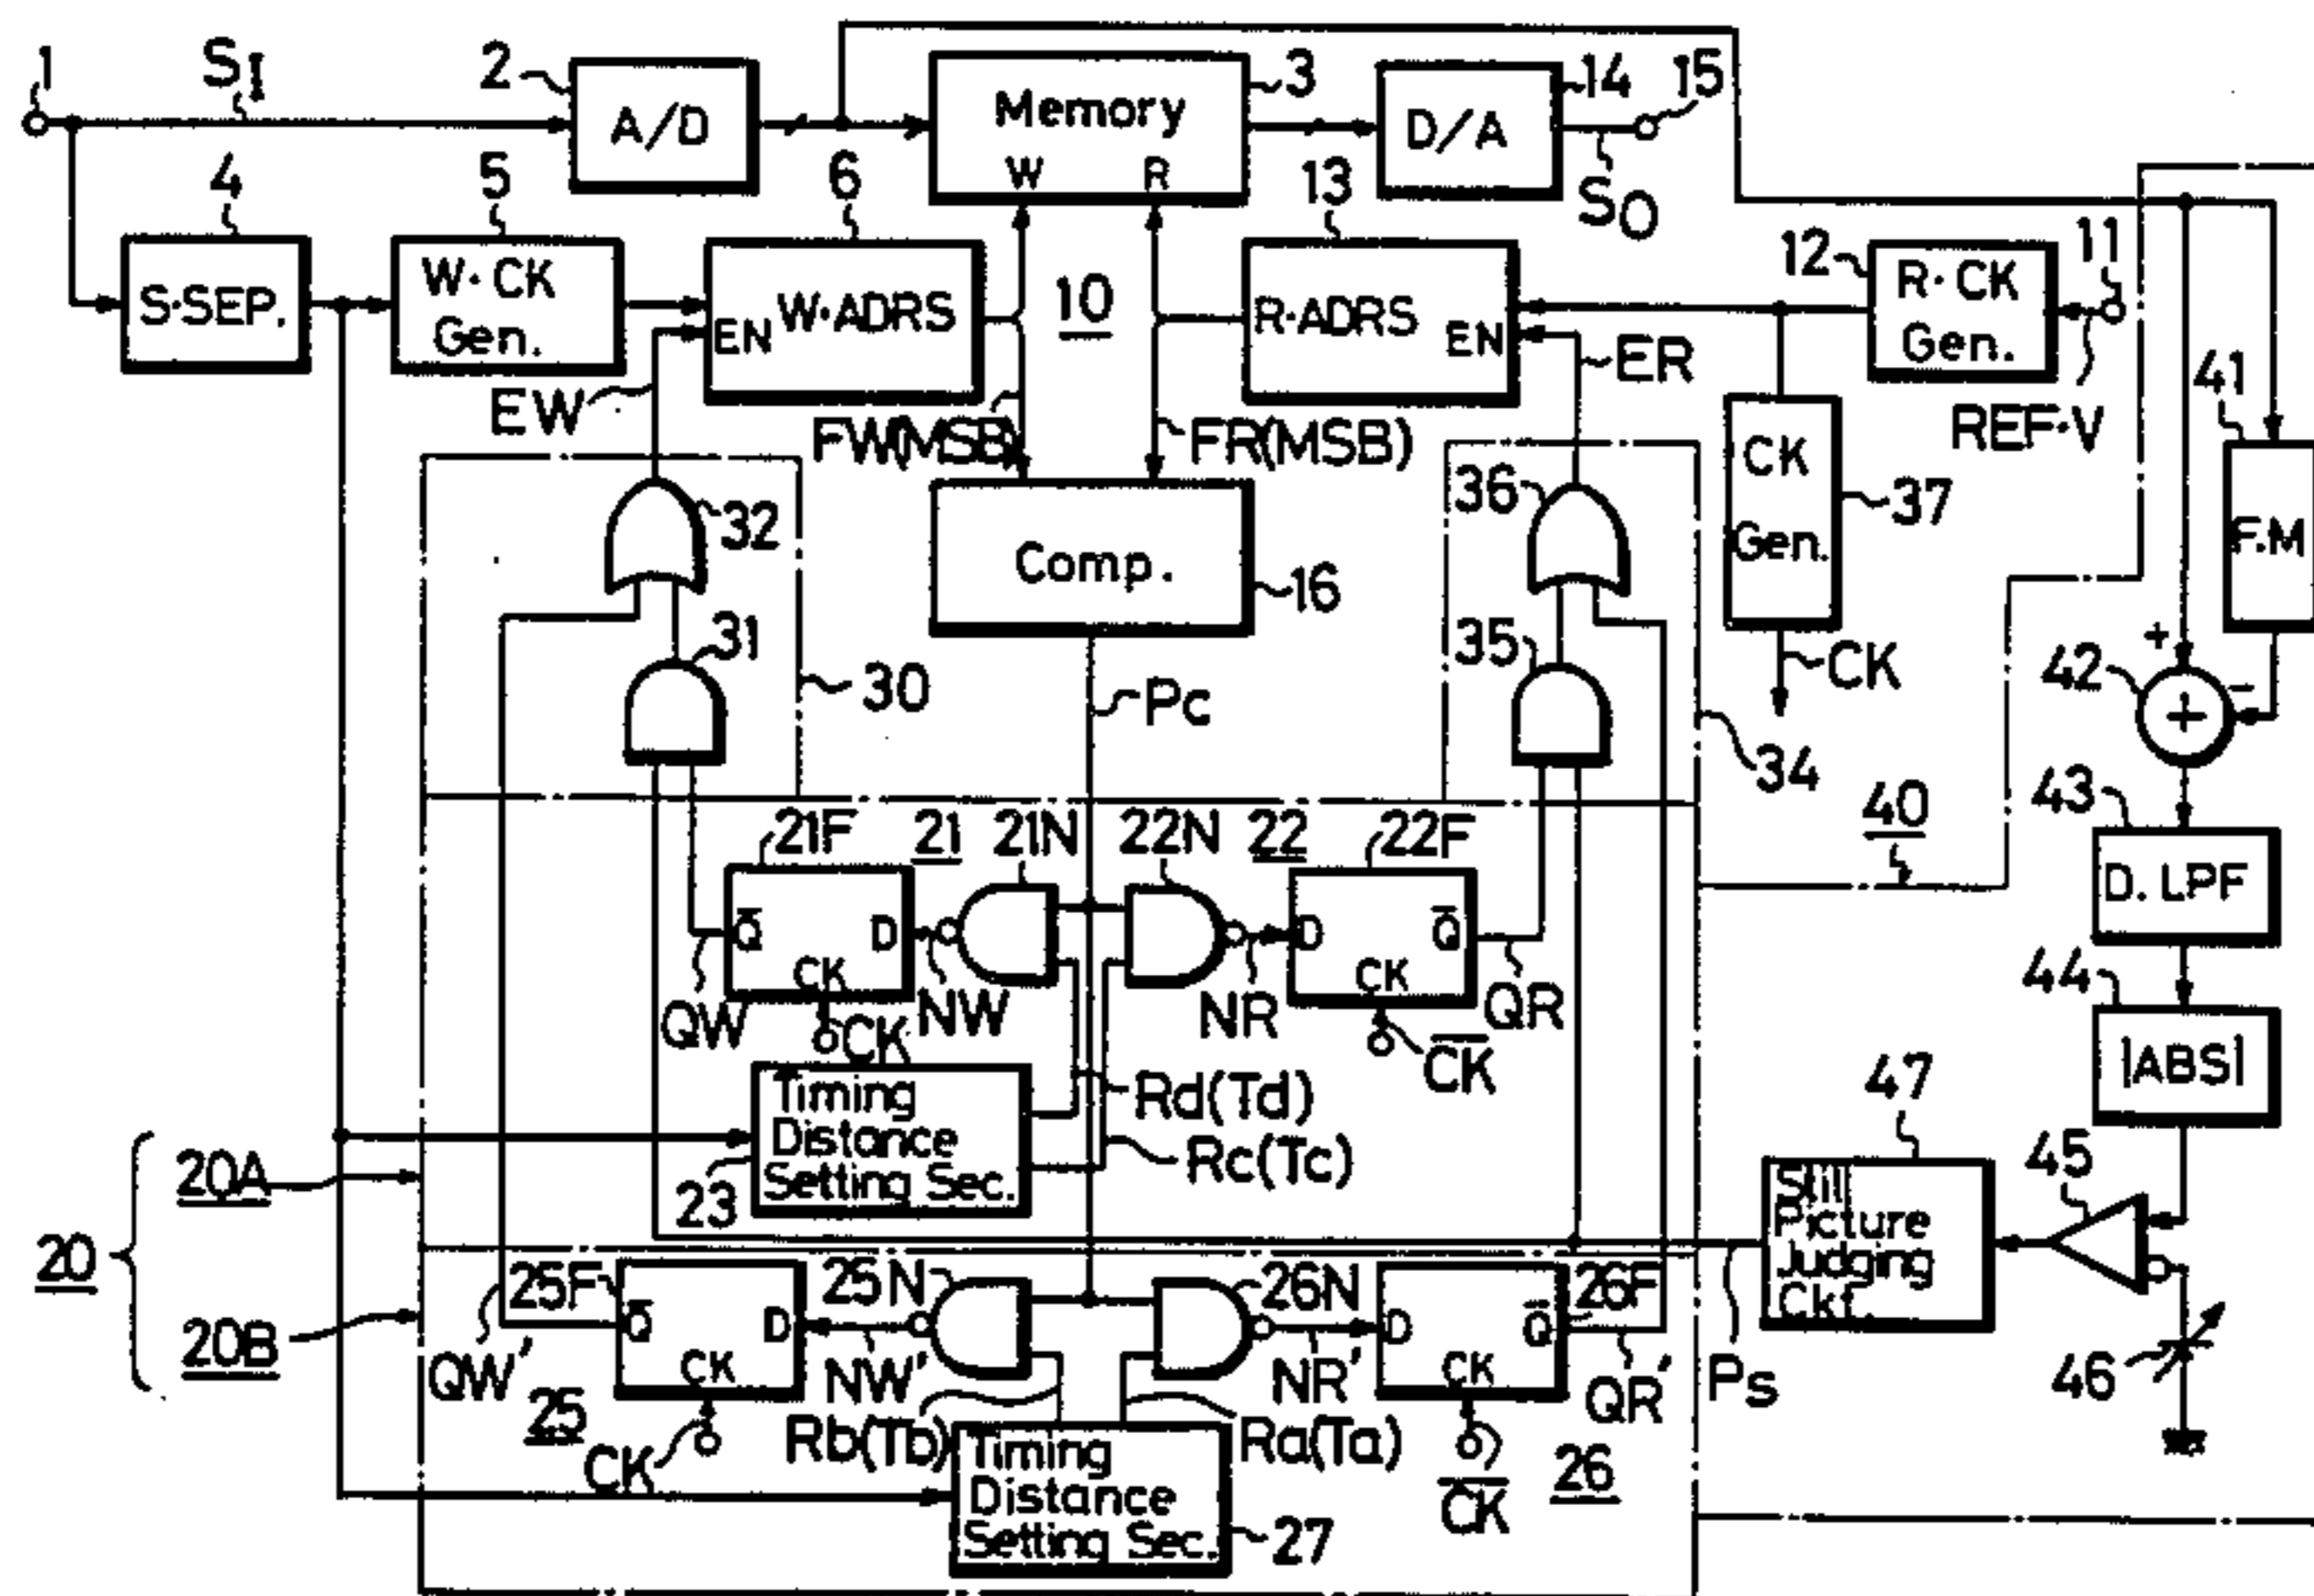 1
S_I
2
A/D
Memory
W
R
3
14
D/A
15
S_O
4
S·SEP.
5
W·CK
Gen.
6
W·ADRS
EN
10
13
R·ADRS
EN
12
R·CK
Gen.
11
REF·V
EW
FW(MSB)
FR(MSB)
ER
CK
Gen.
37
CK
41
F.M
32
31
30
Comp.
16
Pc
36
35
34
42
+
−
+
40
43
D. LPF
44
|ABS|
21F
21
21N
22N
22
22F
Q̅
D
CK
D
Q̅
CK
QW
CK
NW
NR
C̅K̅
QR
Timing
Distance
Setting Sec.
23
Rd(Td)
Rc(Tc)
47
Still
Picture
Judging
Ckt.
45
46
20
20A
20B
25F
Q̅
D
CK
25N
26N
D
Q̅
CK
26F
QW'
25
CK
NW'
NR'
QR'
Ps
Rb(Tb)
Ra(Ta)
C̅K̅
26
Timing
Distance
Setting Sec.
27